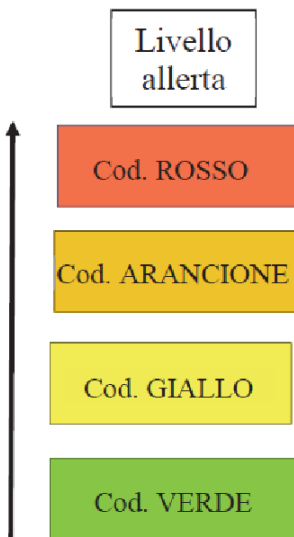 Livello
allerta
Cod. ROSSO
Cod. ARANCIONE
Cod. GIALLO
Cod. VERDE